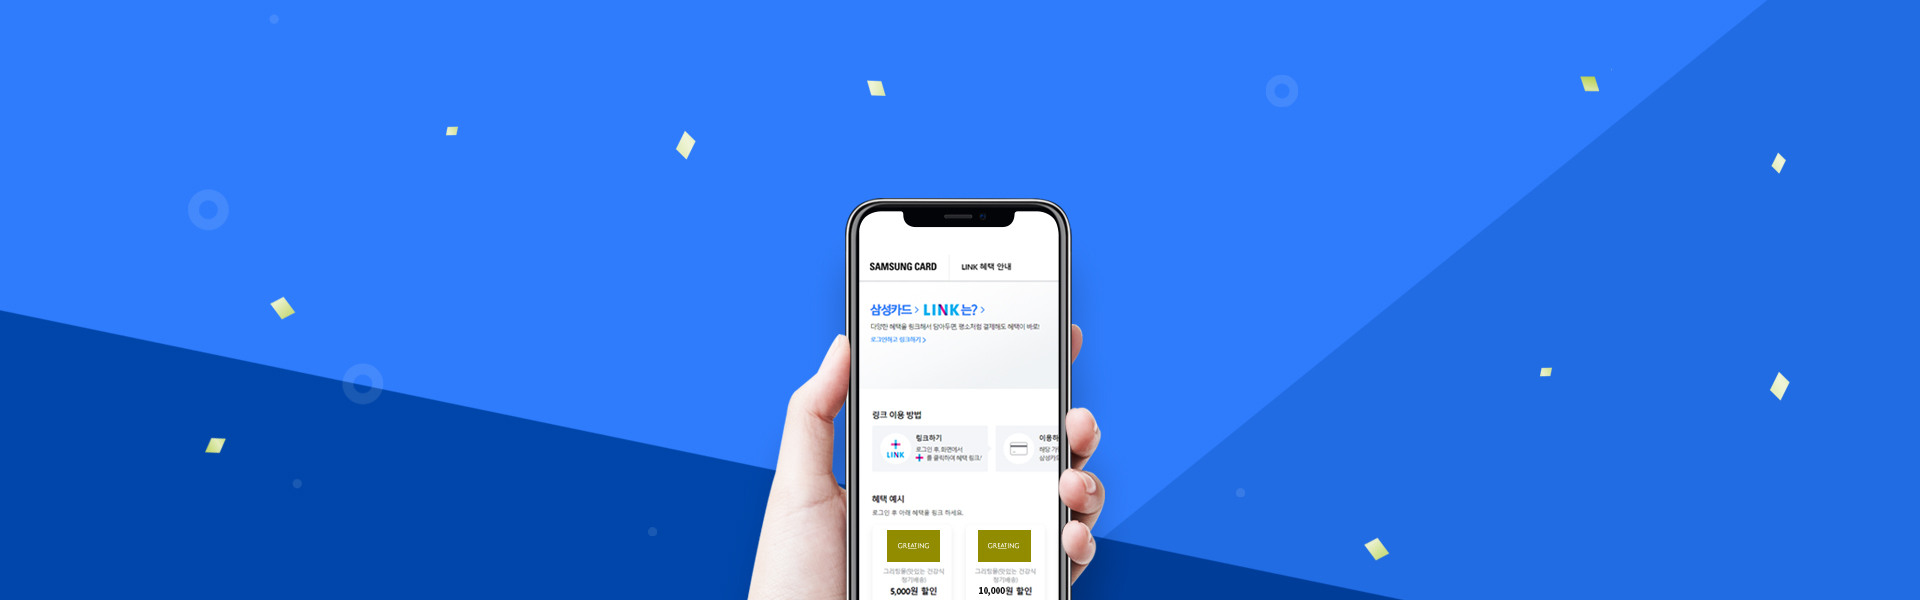 SAMSUNG CARD
LINK 혜택 안내
삼성카드 > LINK는? >
다양한 혜택을 링크해서 담아두면, 평소처럼 결제해도 혜택이 바로!
로그인하고 링크하기 >
링크 이용 방법
링크하기
로그인 후, 화면에서
+ 를 클릭하여 혜택 링크!
LINK
이용하
해당 가
삼성카
혜택 예시
로그인 후 아래 혜택을 링크 하세요.
GREATING
그리팅몰(맛있는 건강식
정기배송)
5,000원 할인
GREATING
그리팅몰(맛있는 건강식
정기배송)
10,000원 할인